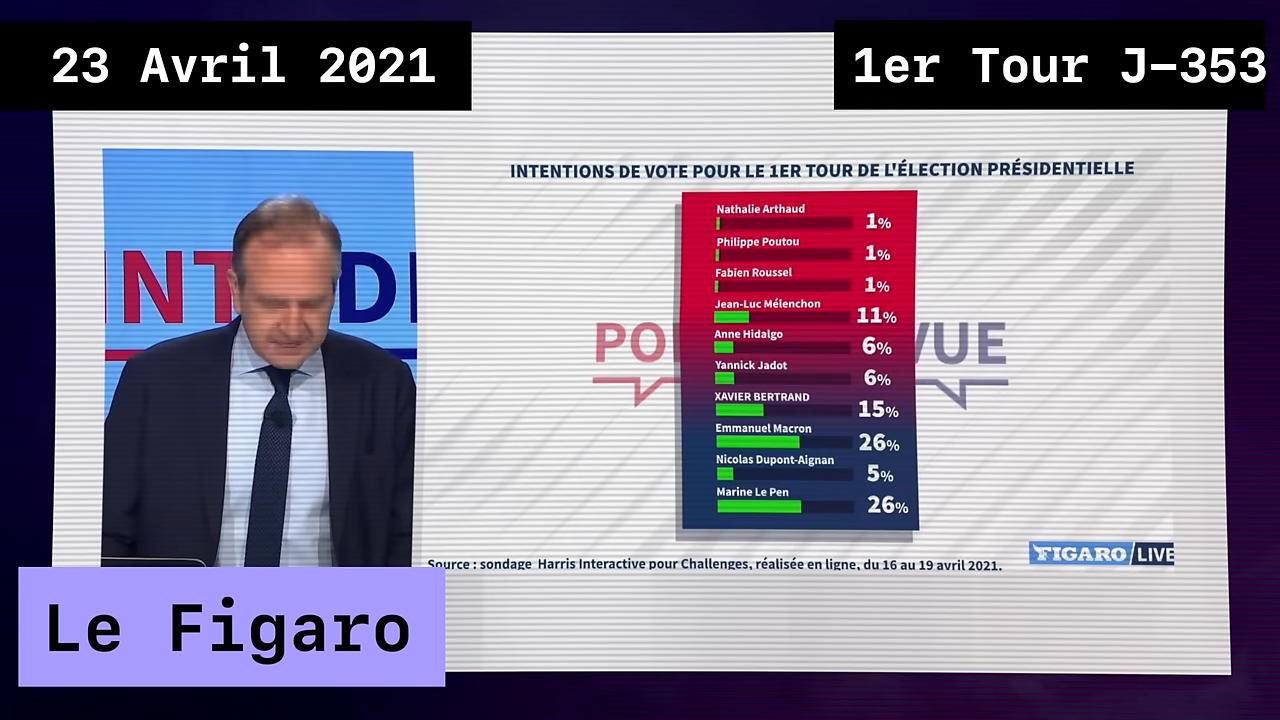 23 Avril 2021
1er Tour J-353
INTENTIONS DE VOTE POUR LE 1ER TOUR DE L'ÉLECTION PRÉSIDENTIELLE
Nathalie Arthaud
1%
Philippe Poutou
1%
Fabien Roussel
1%
Jean-Luc Mélenchon
11%
Anne Hidalgo
6%
Yannick Jadot
6%
XAVIER BERTRAND
15%
Emmanuel Macron
26%
Nicolas Dupont-Aignan
5%
Marine Le Pen
26%
INT
D
PO
VUE
Source : sondage Harris Interactive pour Challenges, réalisée en ligne, du 16 au 19 avril 2021.
FIGARO/LIVE
Le Figaro